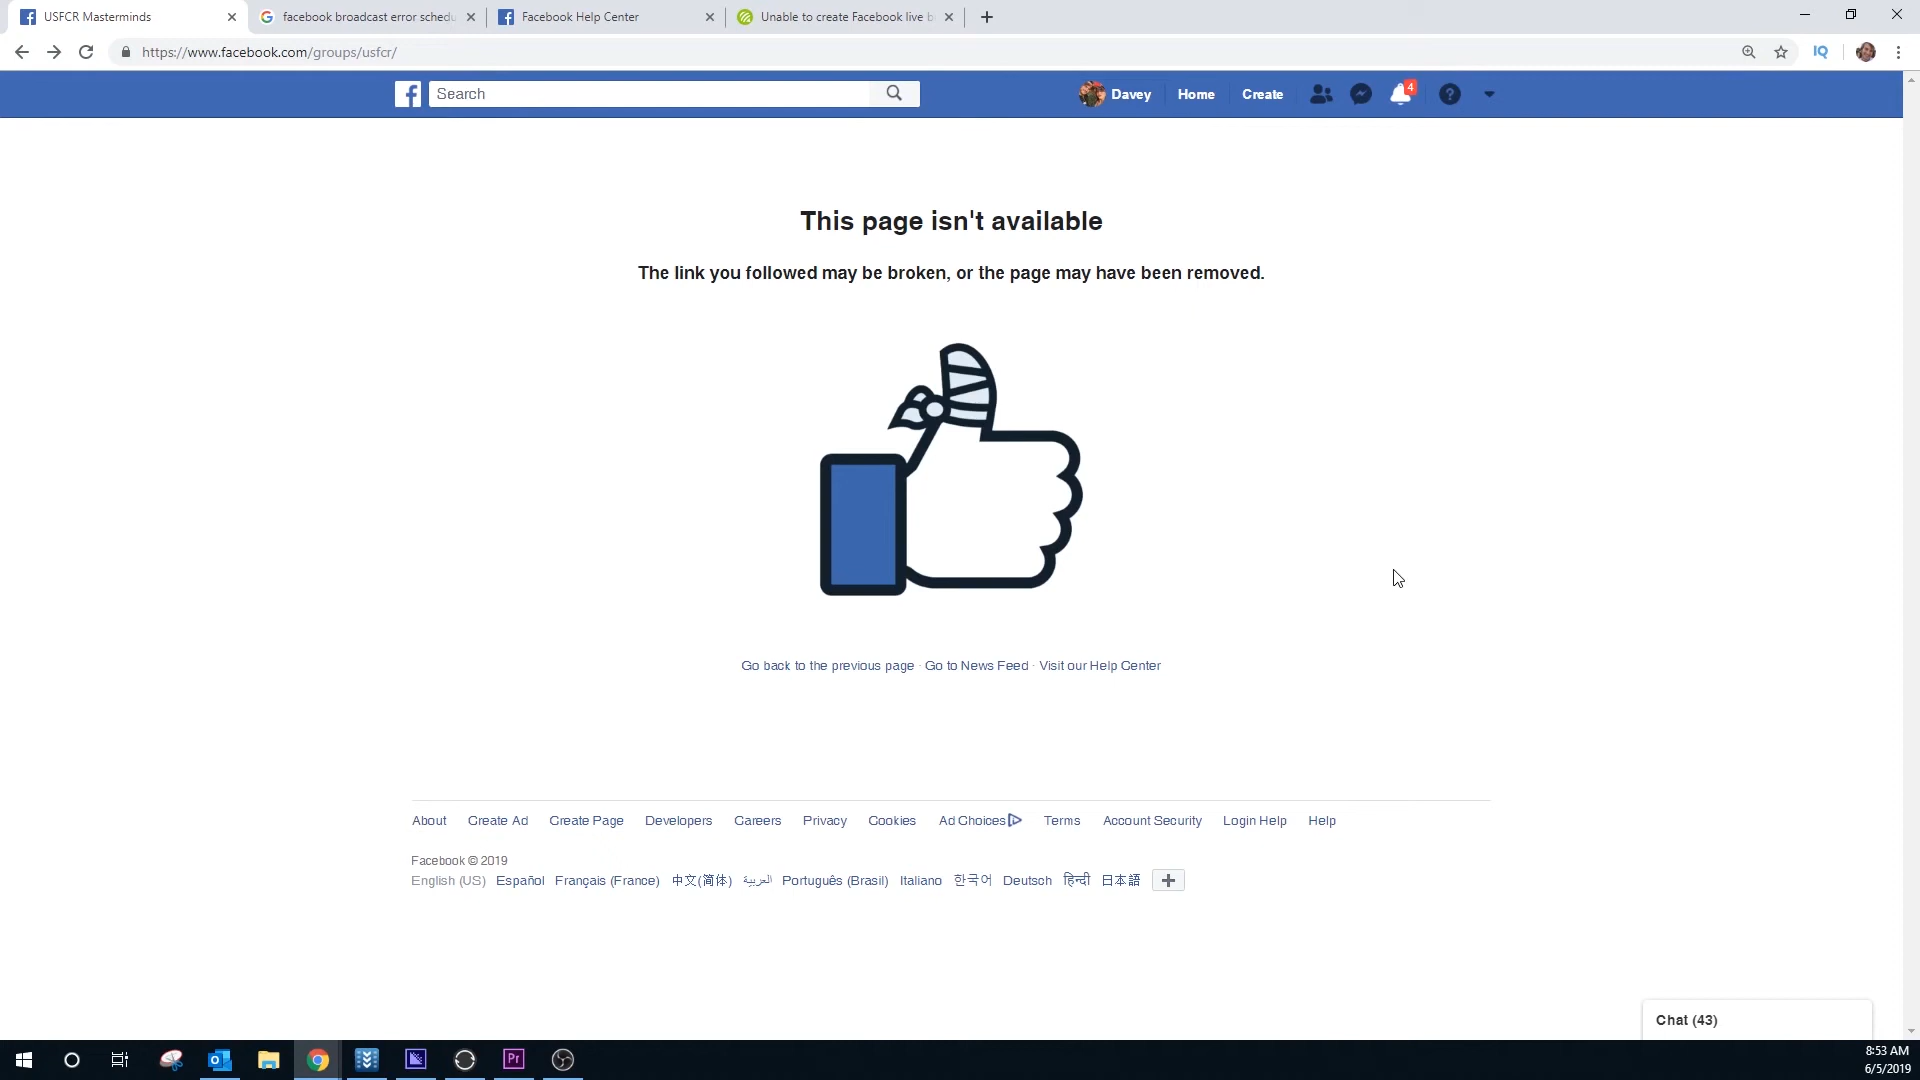 USFCR Masterminds
facebook broadcast error schedu
Facebook Help Center
Unable to create Facebook live b
https://www.facebook.com/groups/usfcr/
IQ
Search
Davey
Home
Create
4
This page isn't available
The link you followed may be broken, or the page may have been removed.
Go back to the previous page · Go to News Feed · Visit our Help Center
About Create Ad Create Page Developers Careers Privacy Cookies Ad Choices Terms Account Security Login Help Help
Facebook © 2019
English (US) Español Français (France) 中文(简体) العربية Português (Brasil) Italiano 한국어 Deutsch हिन्दी 日本語
Chat (43)
Pr
8:53 AM
6/5/2019